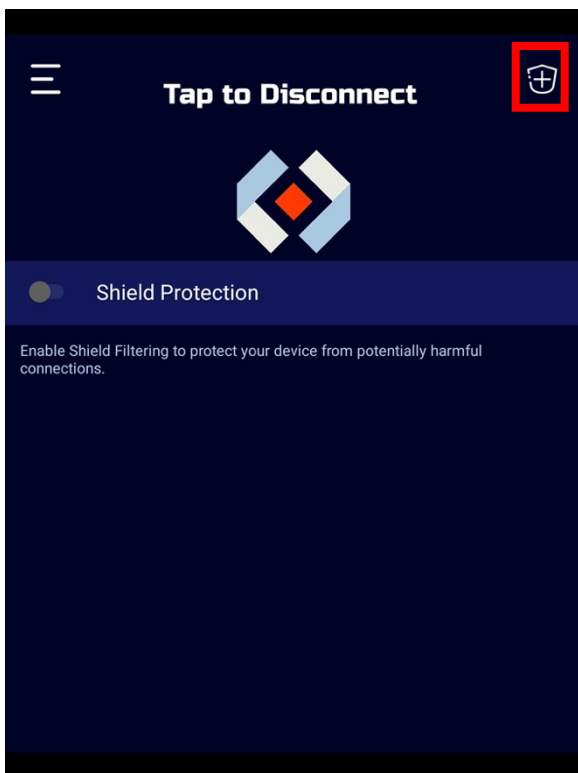 Tap to Disconnect
Shield Protection
Enable Shield Filtering to protect your device from potentially harmful
connections.